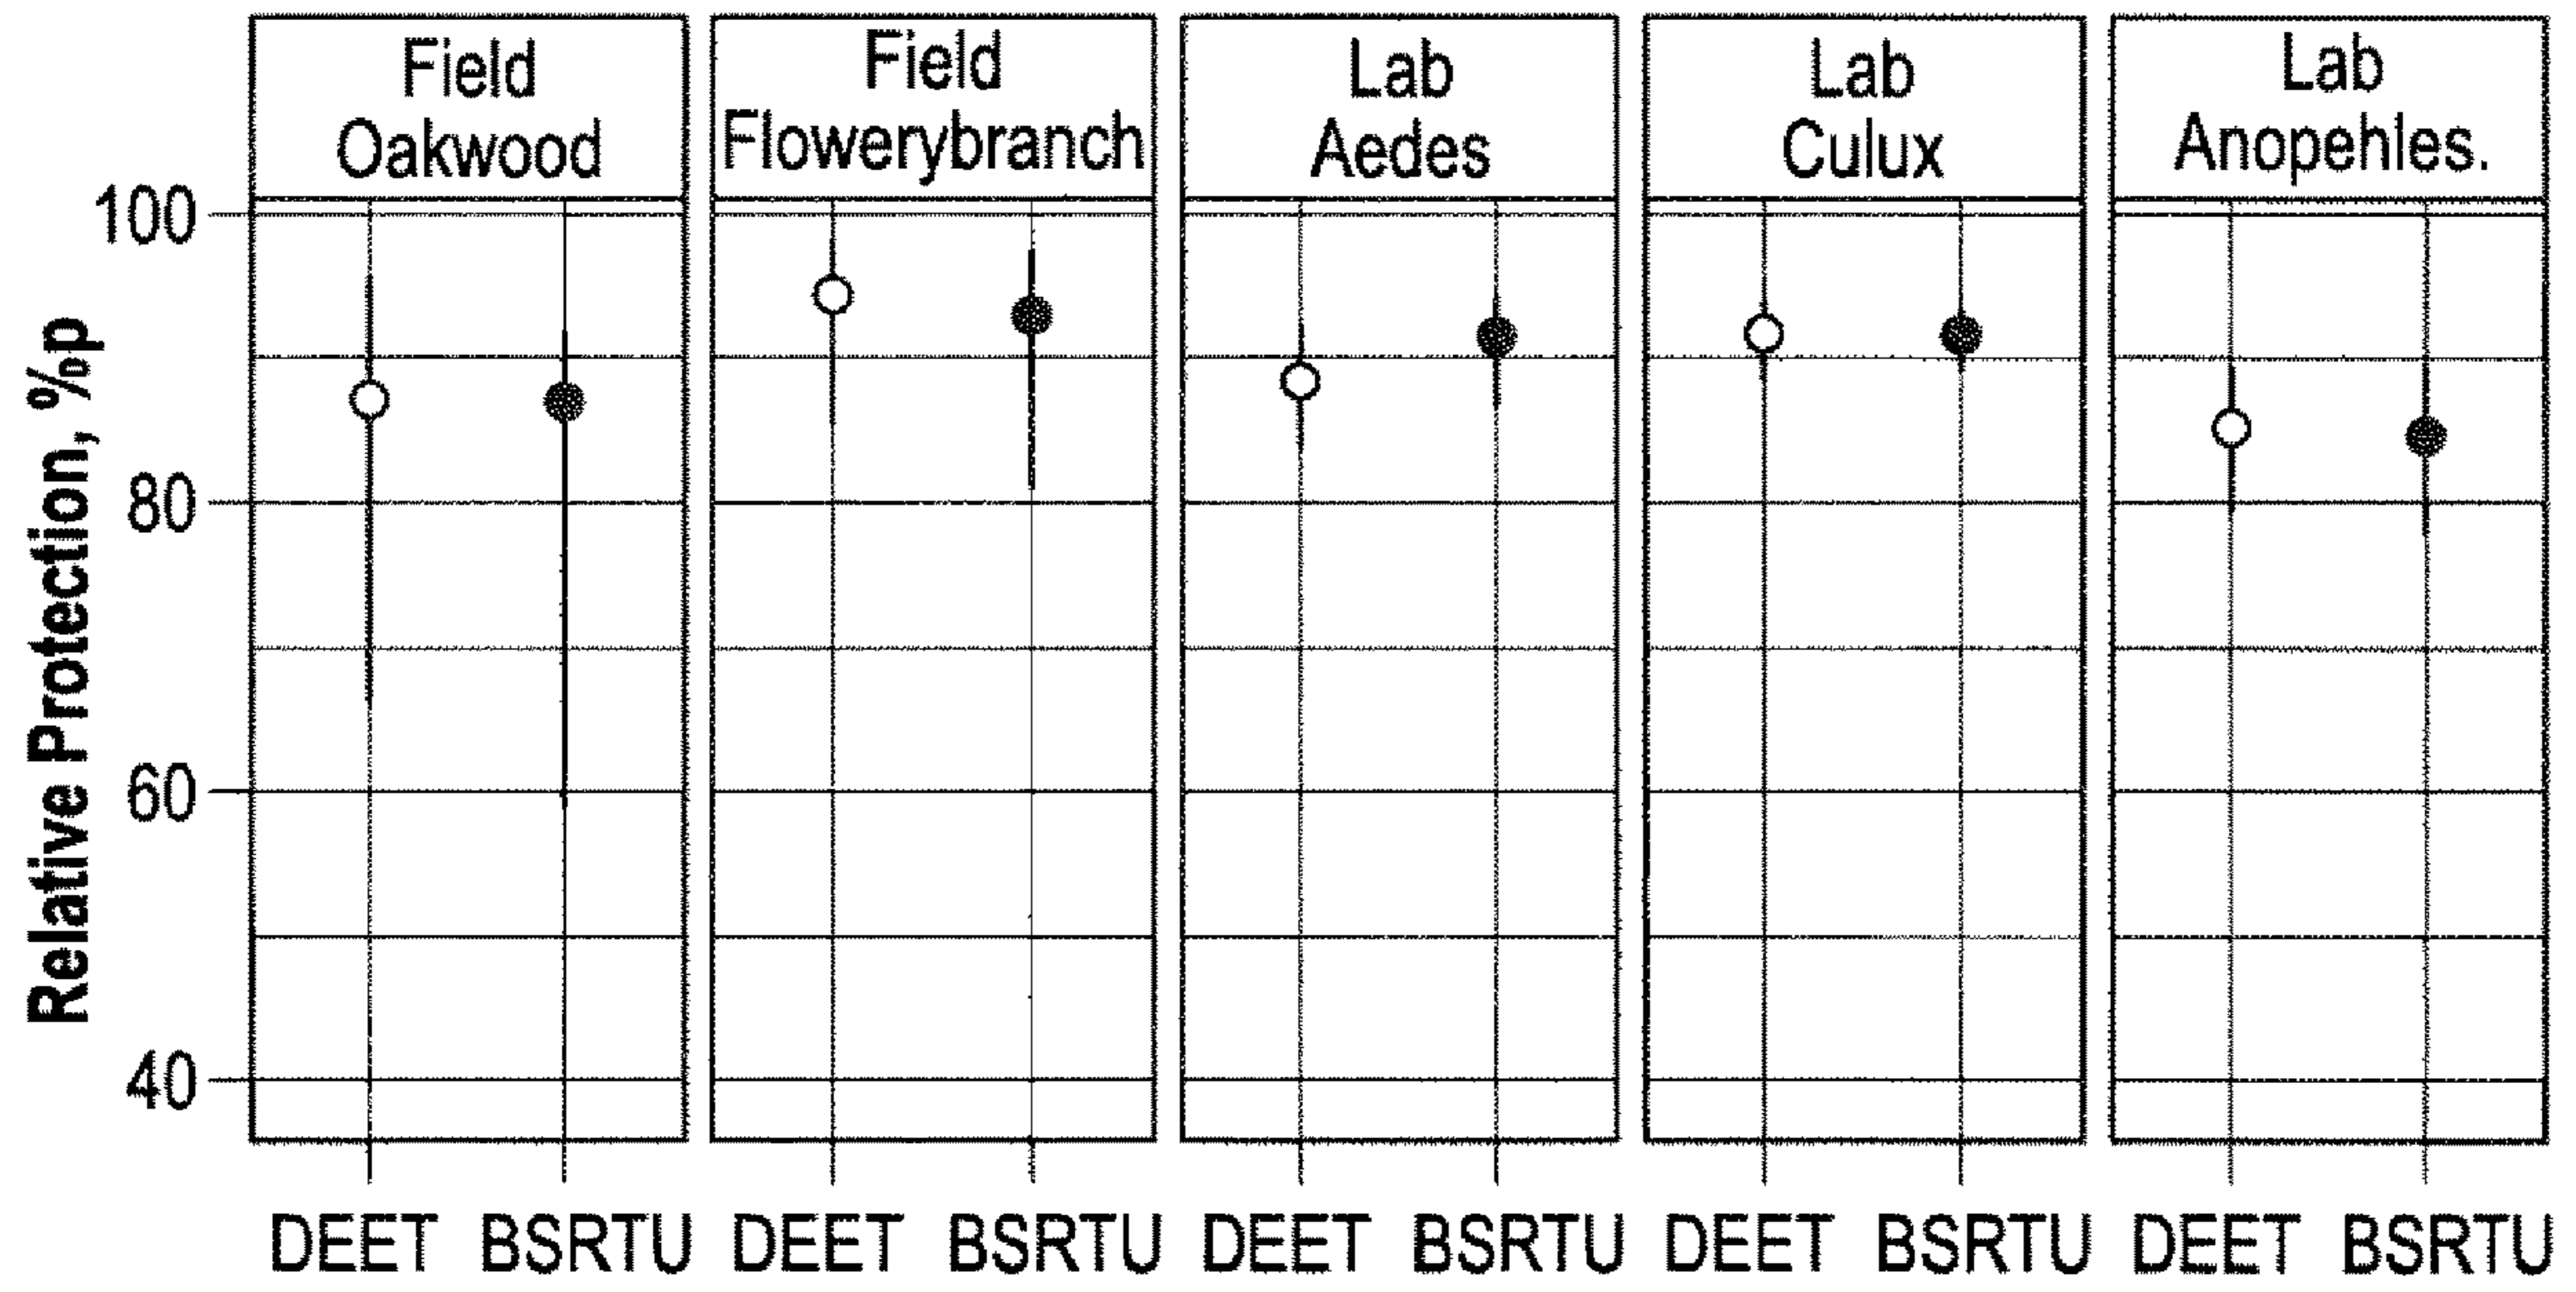 Field
Oakwood
Field
Flowerybranch
Lab
Aedes
Lab
Culux
Lab
Anopehles.
Relative Protection, %p
100
80
60
40
DEET BSRTU DEET BSRTU DEET BSRTU DEET BSRTU DEET BSRTU